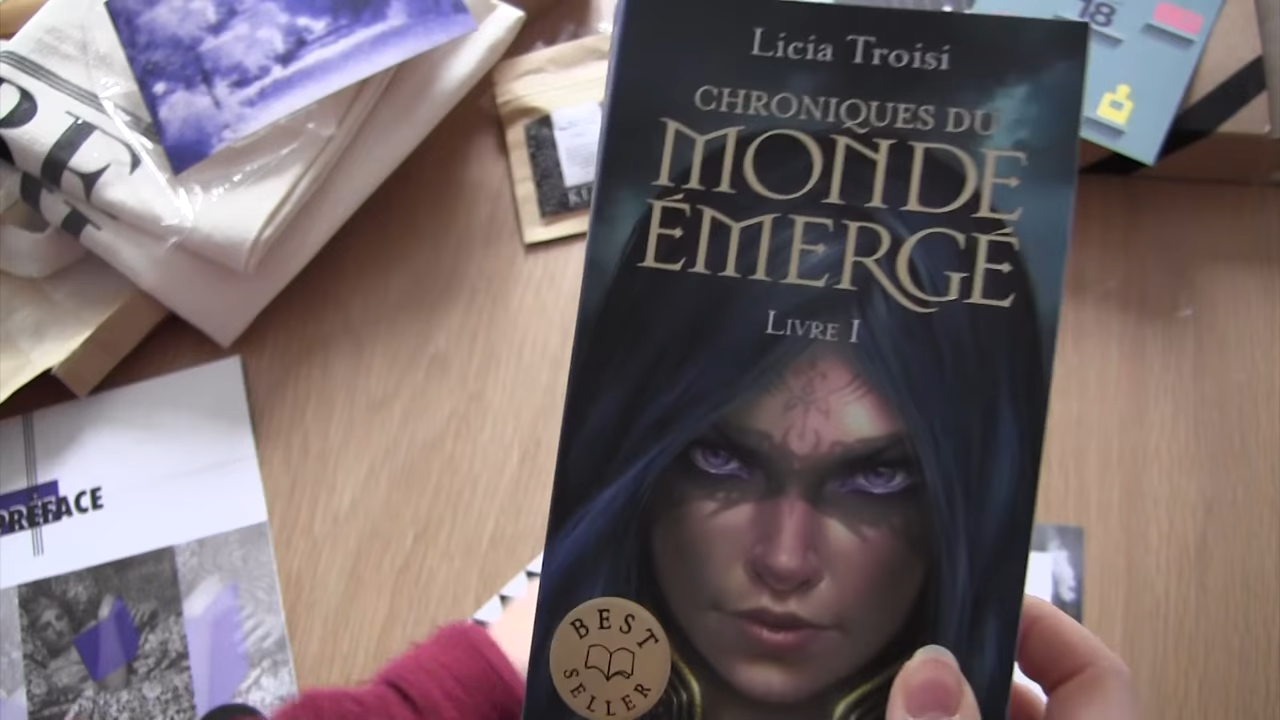 Licia Troisi
CHRONIQUES DU
MONDE
ÉMERGÉ
LIVRE I
BEST
SELLER
PRÉFACE
18